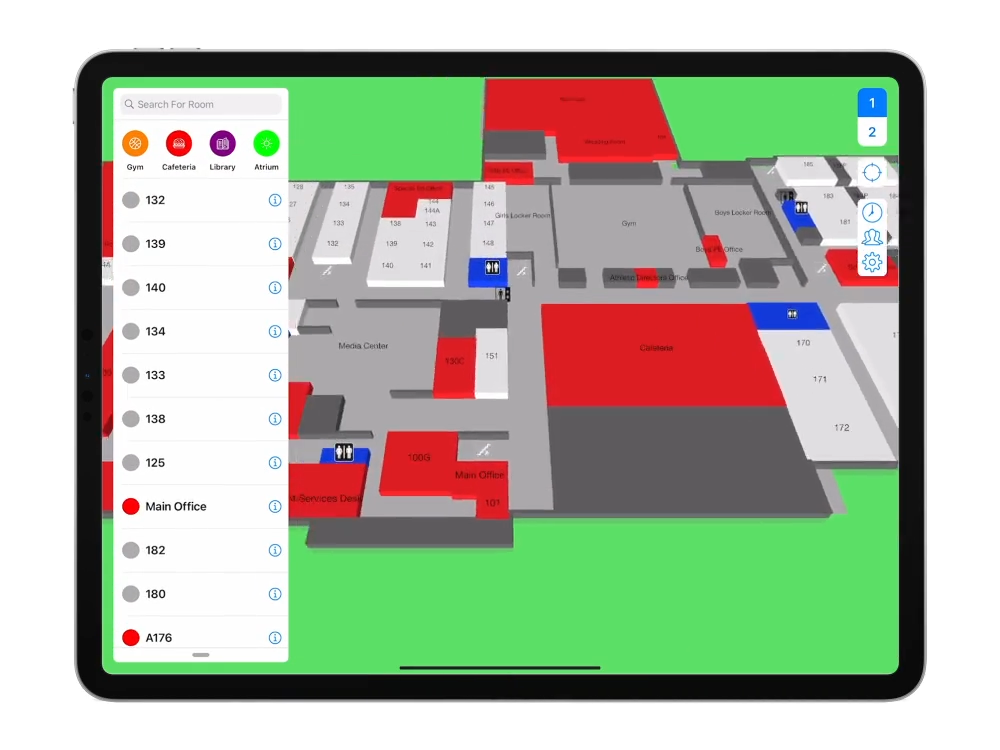 Search For Room
Gym
Cafeteria
Library
Atrium
132
139
140
134
133
138
125
Main Office
182
180
A176
1
2
135
134
133
132
144
144A
138
143
139
142
140
141
145
146
147
148
Girls Locker Room
Gym
Boys Locker Room
Boys PE Office
Athletic Directors Office
185
183
181
Media Center
130C
151
Cafeteria
170
171
172
100G
Main Office
101
Services Desk